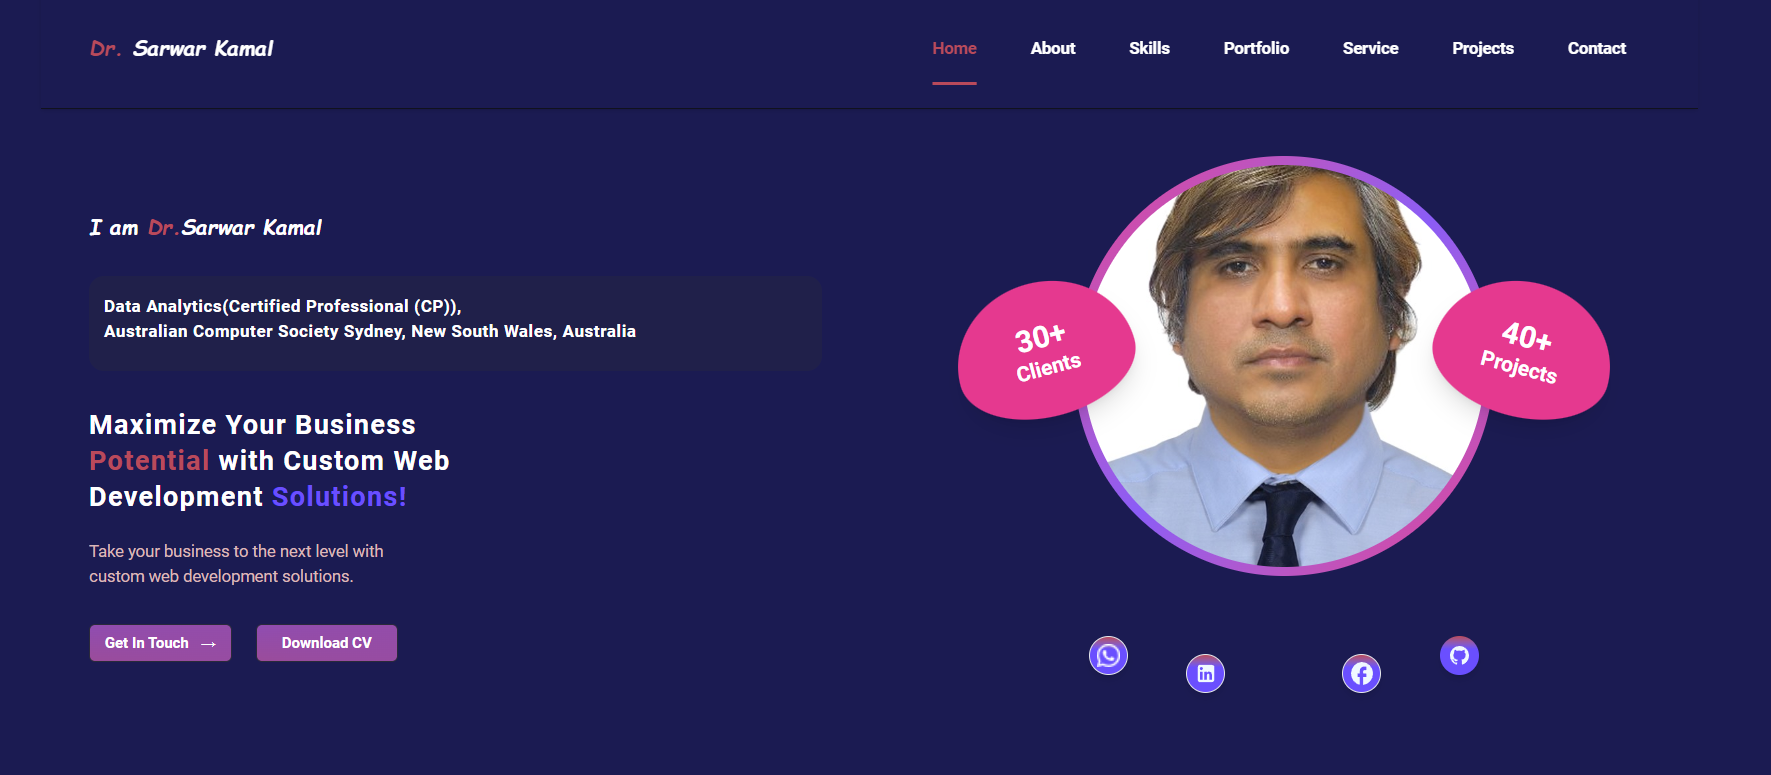 Dr. Sarwar Kamal
Home About Skills Portfolio Service Projects Contact
I am Dr.Sarwar Kamal
Data Analytics(Certified Professional (CP)),
Australian Computer Society Sydney, New South Wales, Australia
Maximize Your Business
Potential with Custom Web
Development Solutions!
Take your business to the next level with
custom web development solutions.
Get In Touch →
Download CV
30+
Clients
40+
Projects
in